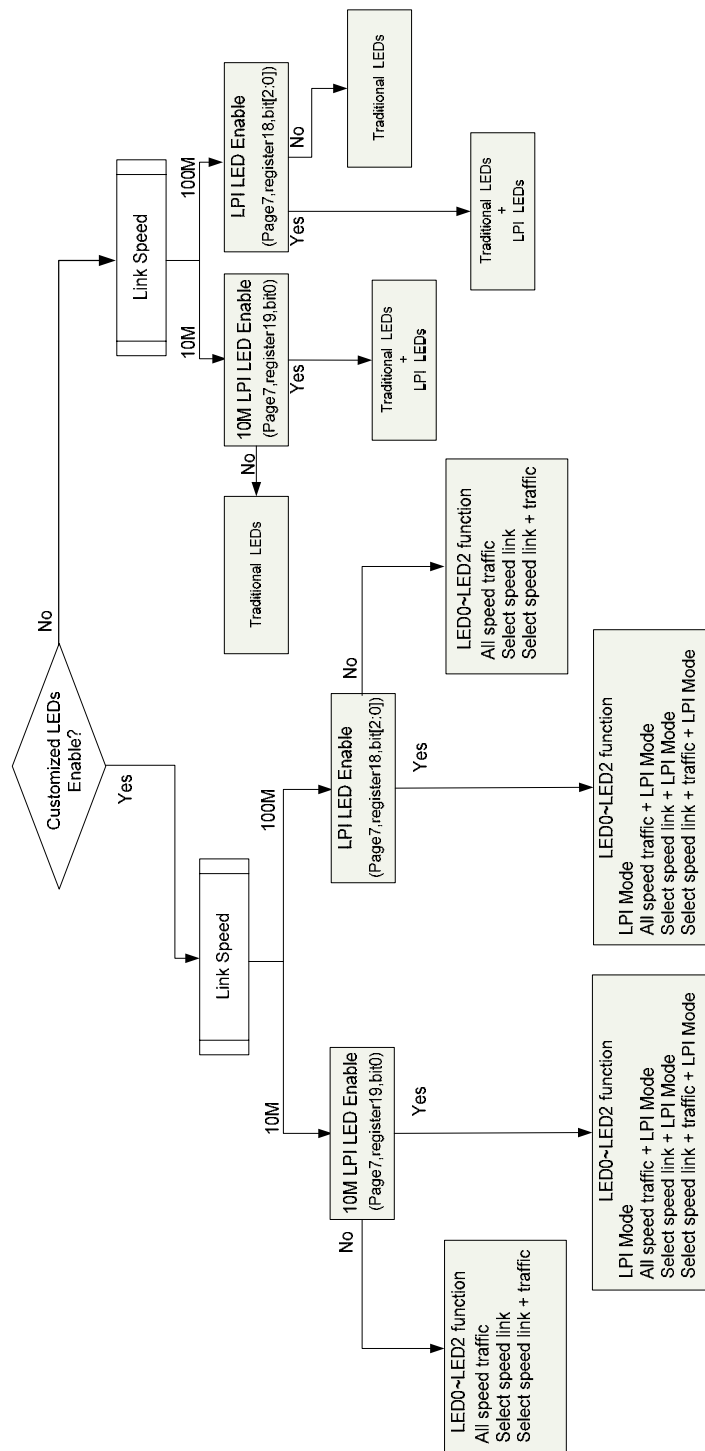 Customized LEDs
Enable?
Yes
No
Link Speed
10M
100M
10M LPI LED Enable
(Page7,register19,bit0)
No
Yes
LED0~LED2 function
All speed traffic
Select speed link
Select speed link + traffic
LED0~LED2 function
LPI Mode
All speed traffic + LPI Mode
Select speed link + LPI Mode
Select speed link + traffic + LPI Mode
LPI LED Enable
(Page7,register18,bit[2:0])
Yes
No
LED0~LED2 function
LPI Mode
All speed traffic + LPI Mode
Select speed link + LPI Mode
Select speed link + traffic + LPI Mode
LED0~LED2 function
All speed traffic
Select speed link
Select speed link + traffic
Link Speed
10M
100M
10M LPI LED Enable
(Page7,register19,bit0)
No
Yes
Traditional LEDs
Traditional LEDs
+
LPI LEDs
LPI LED Enable
(Page7,register18,bit[2:0])
Yes
No
Traditional LEDs
+
LPI LEDs
Traditional LEDs